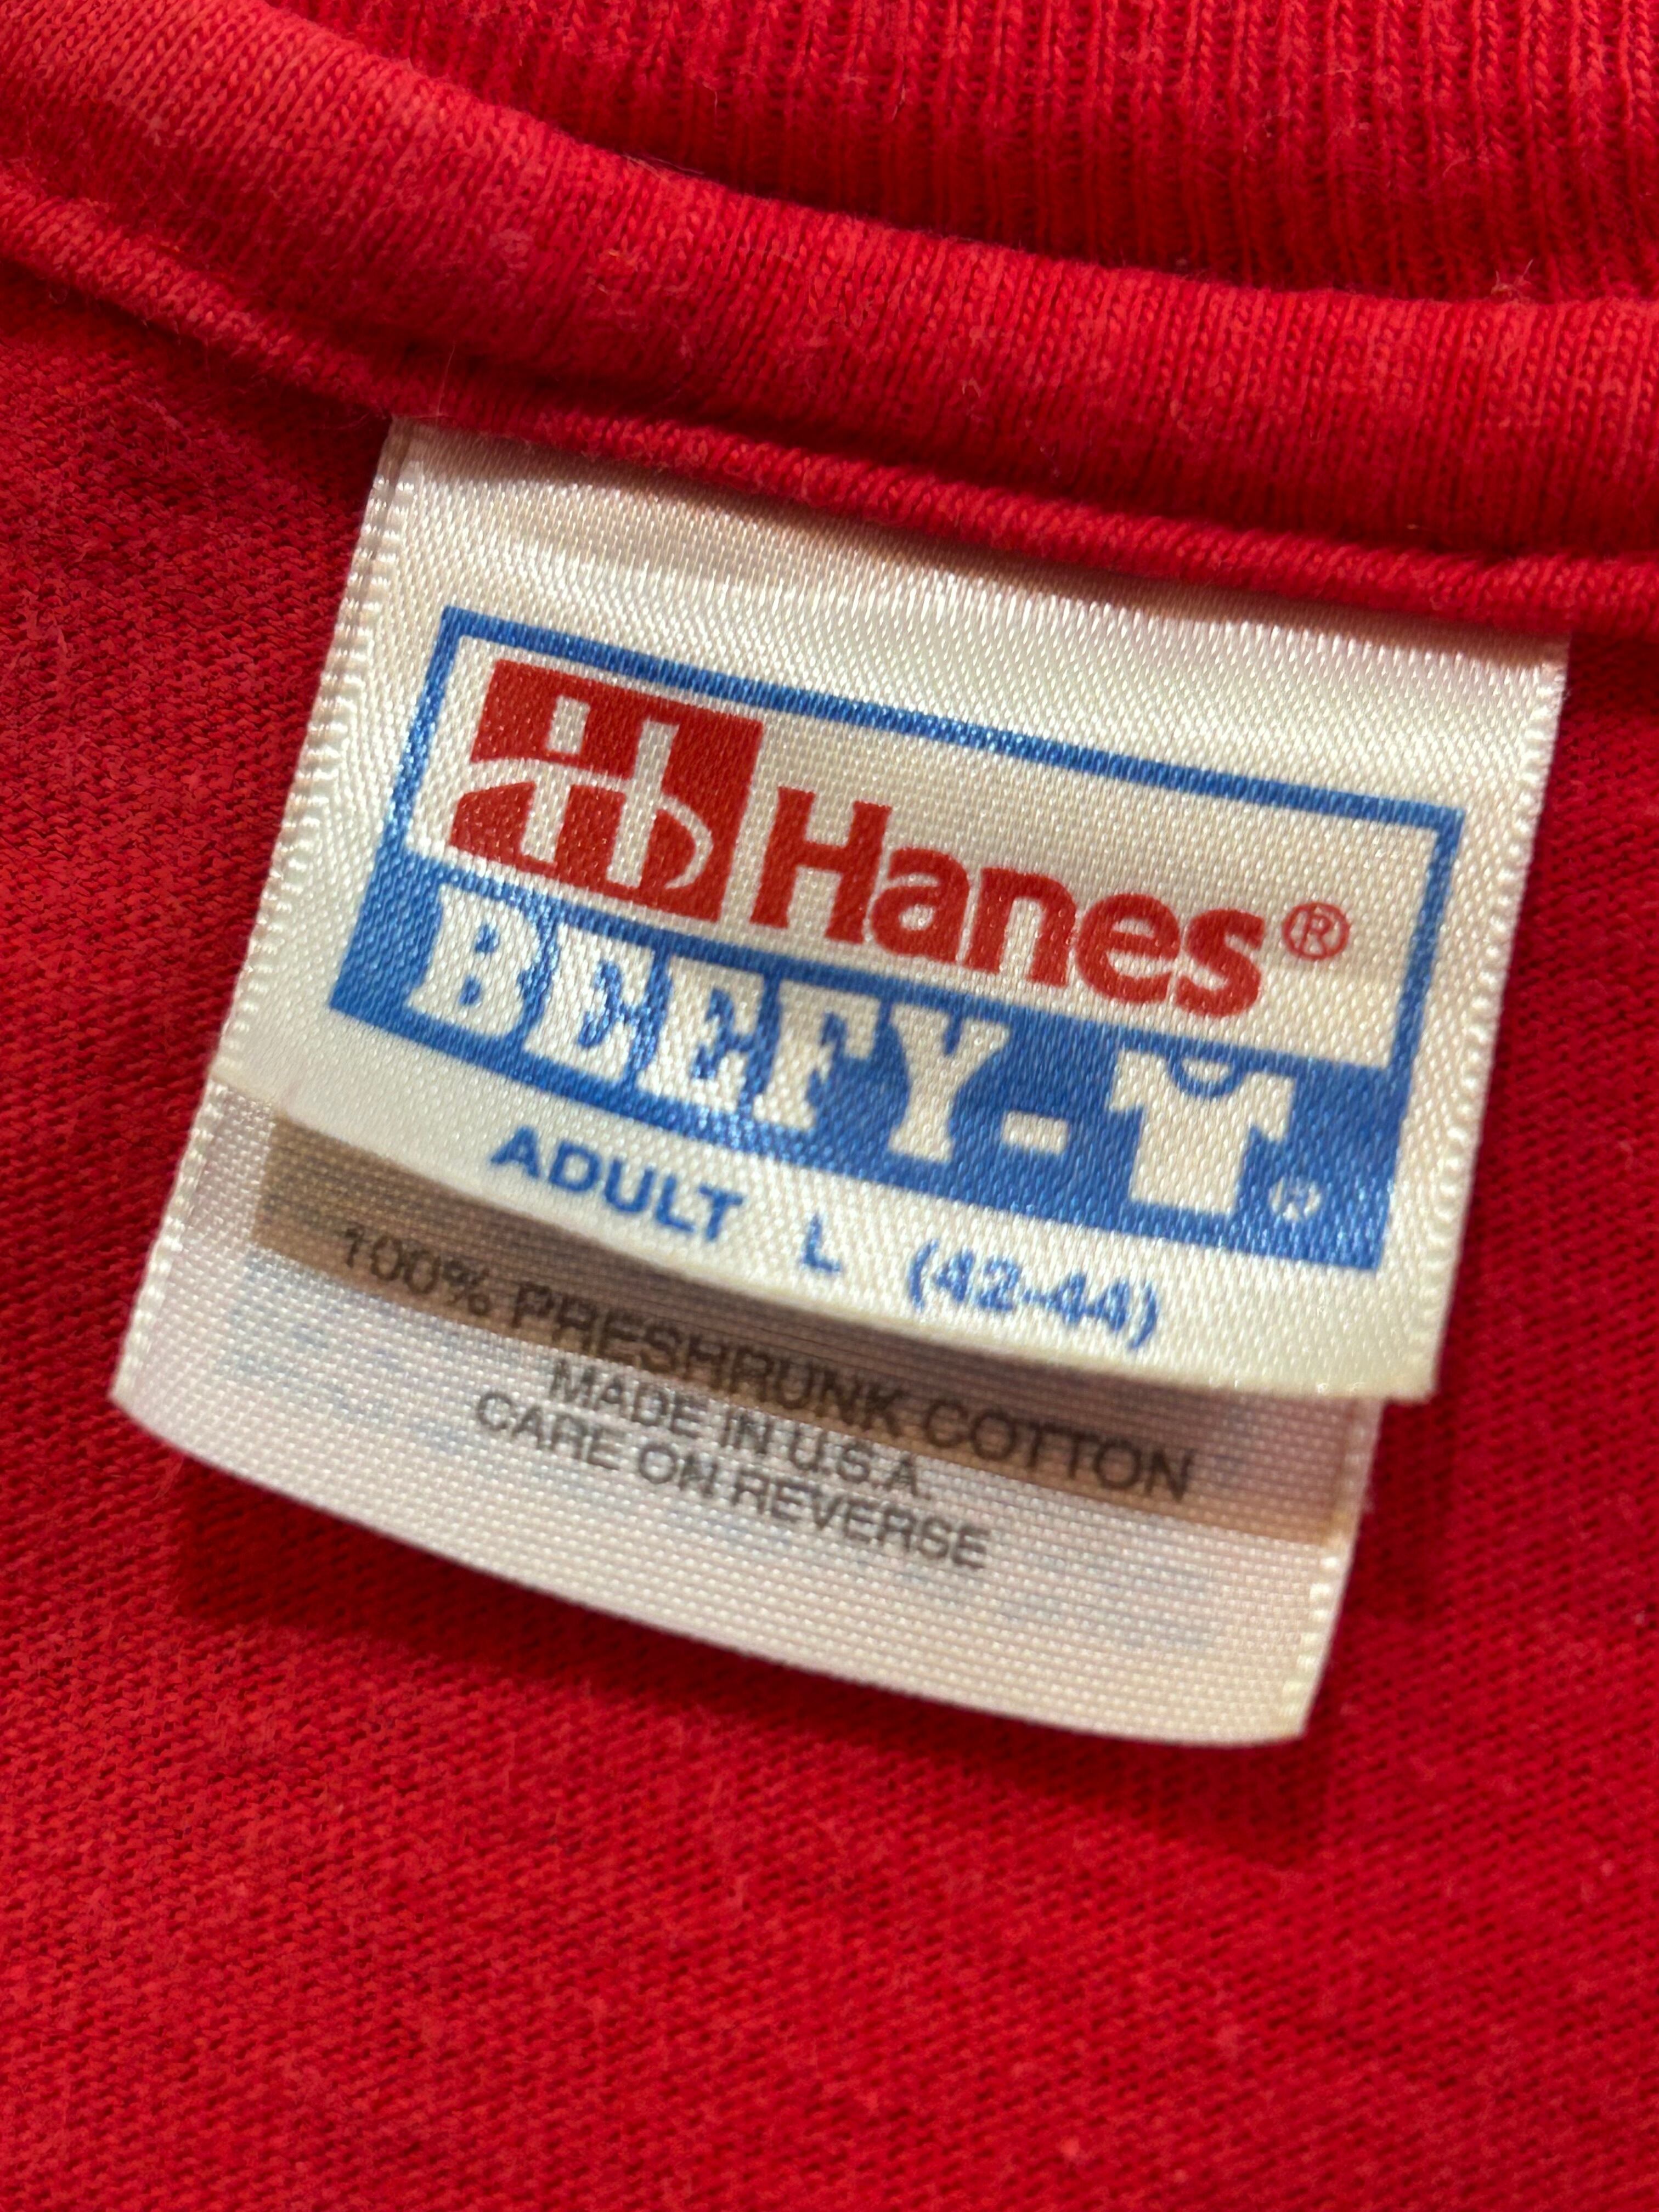 Hanes®
BEEFY-T®
ADULT L (42-44)
100% PRESHRUNK COTTON
MADE IN U.S.A.
CARE ON REVERSE